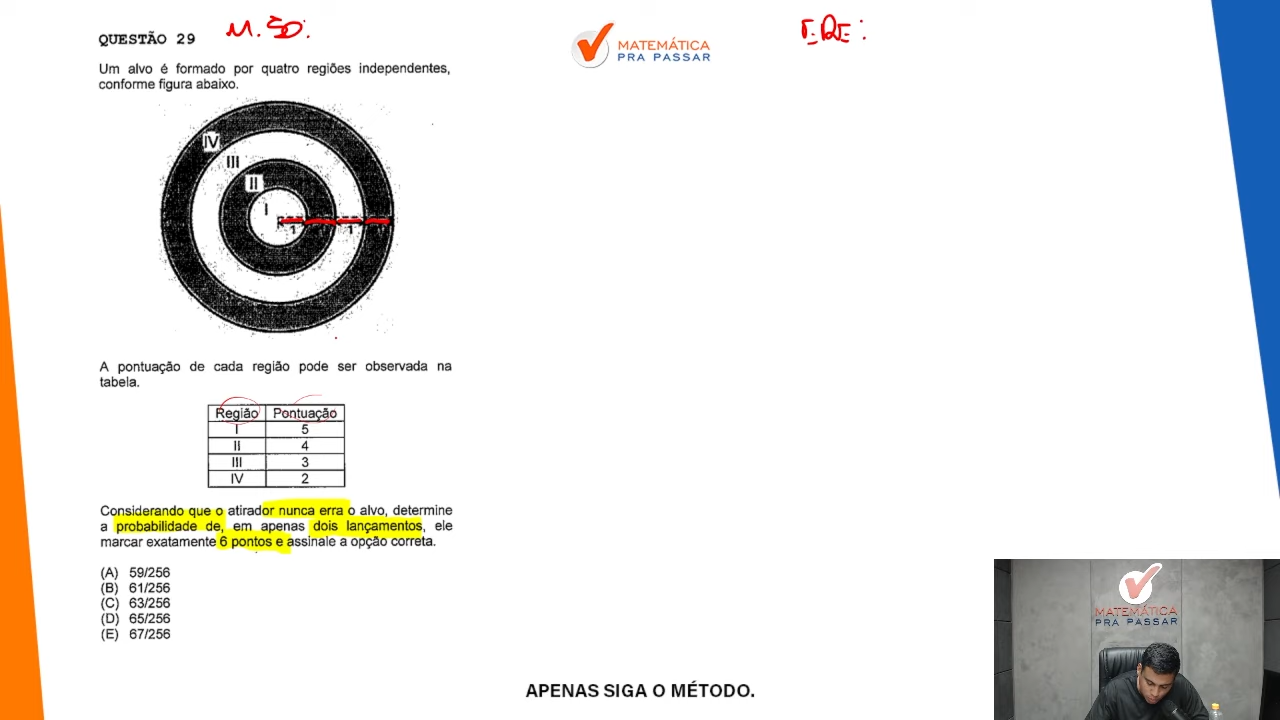 QUESTÃO 29
M. SD:
MATEMÁTICA
PRA PASSAR
Um alvo é formado por quatro regiões independentes,
conforme figura abaixo.
IV
III
II
I
1
1
A pontuação de cada região pode ser observada na
tabela.
Região Pontuação
I 5
II 4
III 3
IV 2
Considerando que o atirador nunca erra o alvo, determine
a probabilidade de, em apenas dois lançamentos, ele
marcar exatamente 6 pontos e assinale a opção correta.
(A) 59/256
(B) 61/256
(C) 63/256
(D) 65/256
(E) 67/256
APENAS SIGA O MÉTODO.
MATEMÁTICA
PRA PASSAR